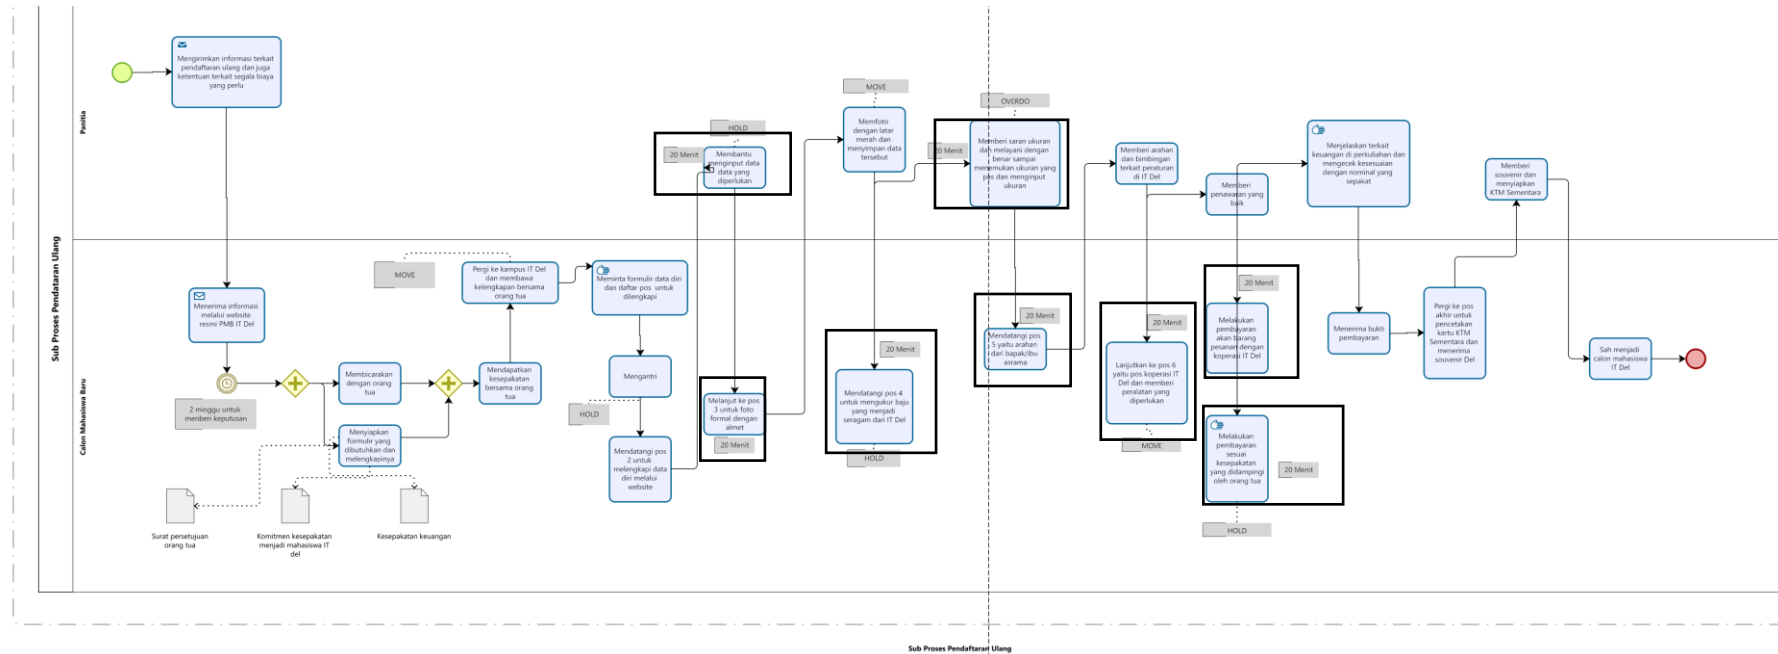 Sub Proses Pendataran Ulang
Panitia
Calon Mahasiswa Baru
Mengirimkan informasi terkait
pendaftaran ulang dan juga
ketentuan terkait segala biaya
yang perlu
Menerima informasi
melalui website
resmi PMB IT Del
2 minggu untuk
menberi keputusan
Membicarakan
dengan orang
tua
Menyiapkan
formulir yang
dibutuhkan dan
melengkapinya
Surat persetujuan
orang tua
Komitmen kesepakatan
menjadi mahasiswa IT
del
Kesepakatan keuangan
Mendapatkan
kesepakatan
bersama orang
tua
MOVE
Pergi ke kampus IT Del
dan membawa
kelengkapan bersama
orang tua
Meminta formulir data diri
dan daftar pos untuk
dilengkapi
Mengantri
HOLD
Mendatangi pos
2 untuk
melengkapi data
diri melalui
website
HOLD
20 Menit
Membantu
menginput data
data yang
diperlukan
Melanjut ke pos
3 untuk foto
formal dengan
almet
20 Menit
MOVE
Memfoto
dengan latar
merah dan
menyimpan data
tersebut
20 Menit
Mendatangi pos 4
untuk mengukur baju
yang menjadi
seragam dari IT Del
HOLD
OVERDO
20 Menit
Memberi saran ukuran
dan melayani dengan
benar sampai
menemukan ukuran yang
pas dan menginput
ukuran
20 Menit
Mendatangi pos
5 yaitu arahan
dari bapak/ibu
asrama
Memberi arahan
dan bimbingan
terkait peraturan
di IT Del
20 Menit
Lanjutkan ke pos 6
yaitu pos koperasi IT
Del dan memberi
peralatan yang
diperlukan
MOVE
Memberi
penawaran yang
baik
20 Menit
Melakukan
pembayaran
akan barang
pesanan dengan
koperasi IT Del
Melakukan
pembayaran
sesuai
kesepakatan
yang didampingi
oleh orang tua
20 Menit
HOLD
Menjelaskan terkait
keuangan di perkuliahan dan
mengecek kesesuaian
dengan nominal yang
sepakat
Menerima bukti
pembayaran
Pergi ke pos
akhir untuk
pencetakan
kartu KTM
Sementara dan
menerima
souvenir Del
Memberi
souvenir dan
menyiapkan
KTM Sementara
Sah menjadi
calon mahasiswa
IT Del
Sub Proses Pendaftaran Ulang